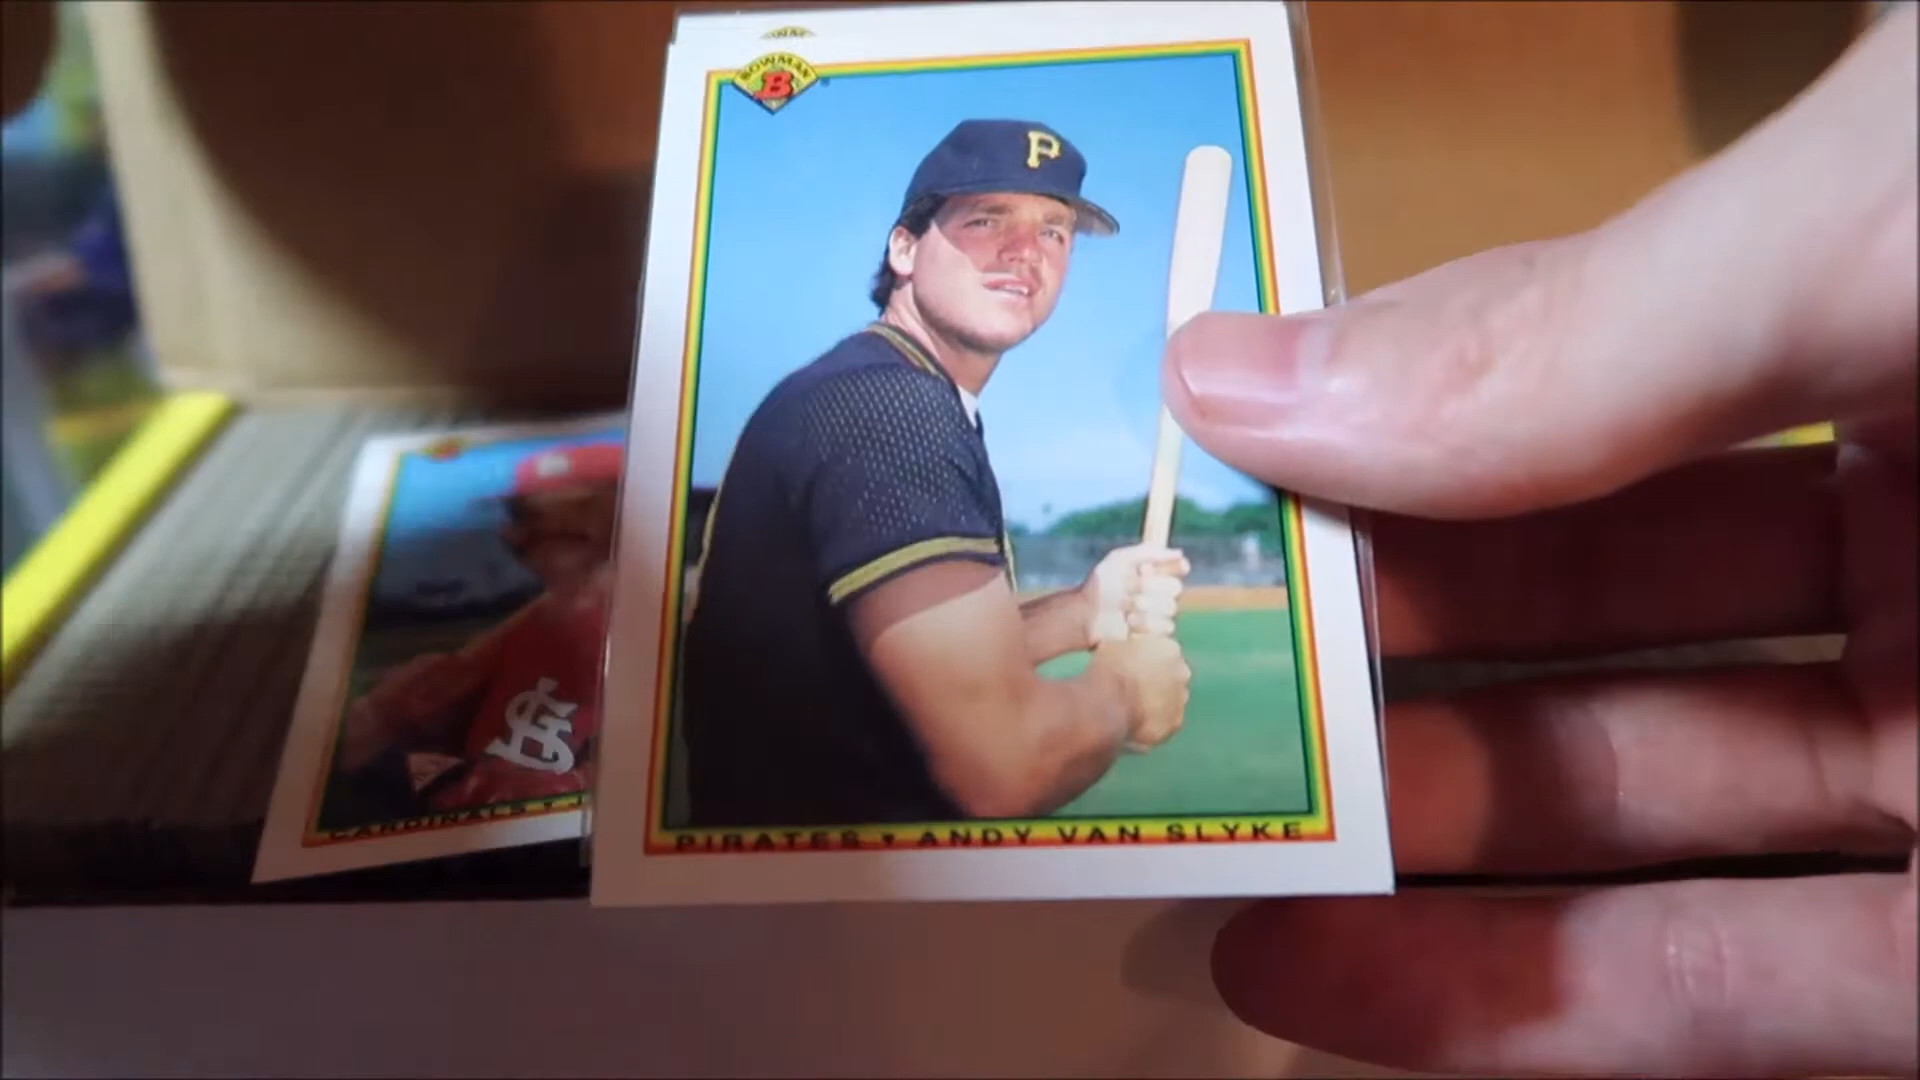 BOWMAN
B
P
PIRATES ▾ ANDY VAN SLYKE
CARDINALS